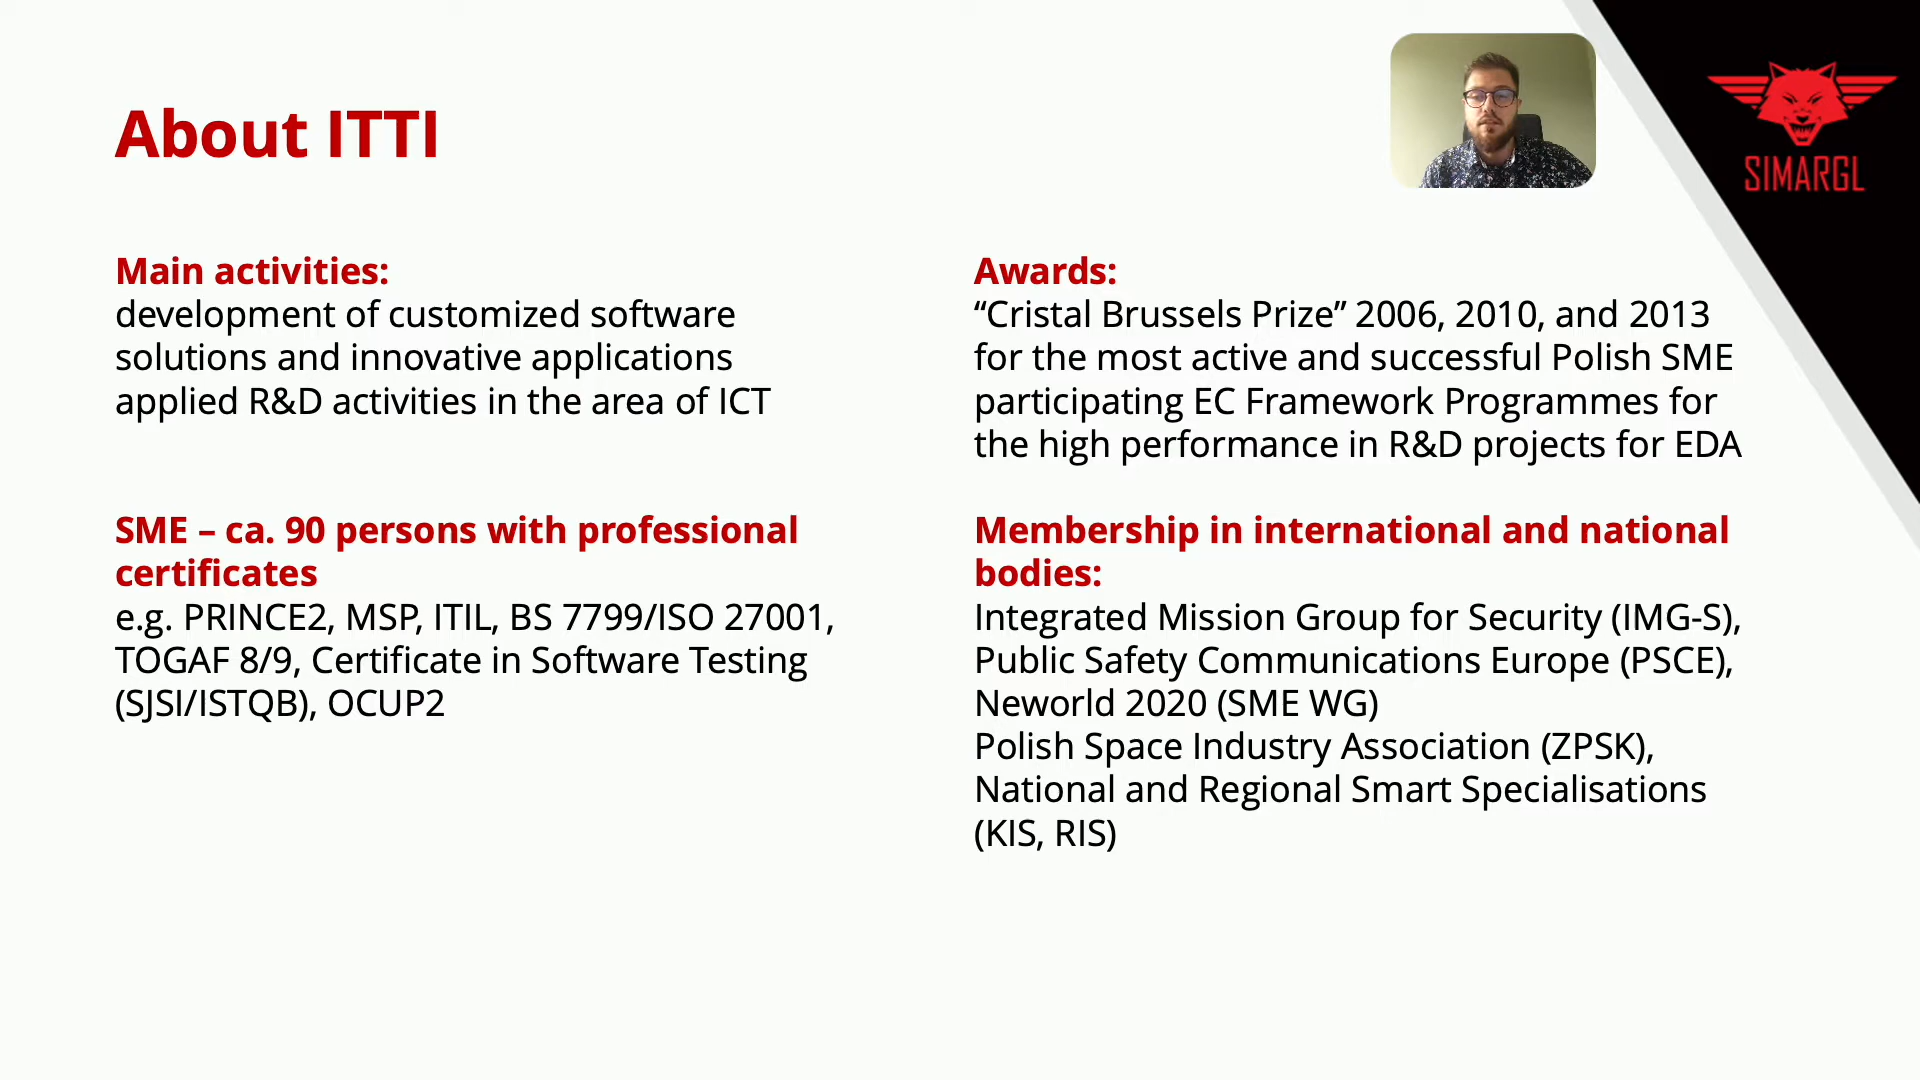 About ITTI
SIMARGL
Main activities:
development of customized software
solutions and innovative applications
applied R&D activities in the area of ICT
SME – ca. 90 persons with professional
certificates
e.g. PRINCE2, MSP, ITIL, BS 7799/ISO 27001,
TOGAF 8/9, Certificate in Software Testing
(SJSI/ISTQB), OCUP2
Awards:
“Cristal Brussels Prize” 2006, 2010, and 2013
for the most active and successful Polish SME
participating EC Framework Programmes for
the high performance in R&D projects for EDA
Membership in international and national
bodies:
Integrated Mission Group for Security (IMG-S),
Public Safety Communications Europe (PSCE),
Neworld 2020 (SME WG)
Polish Space Industry Association (ZPSK),
National and Regional Smart Specialisations
(KIS, RIS)